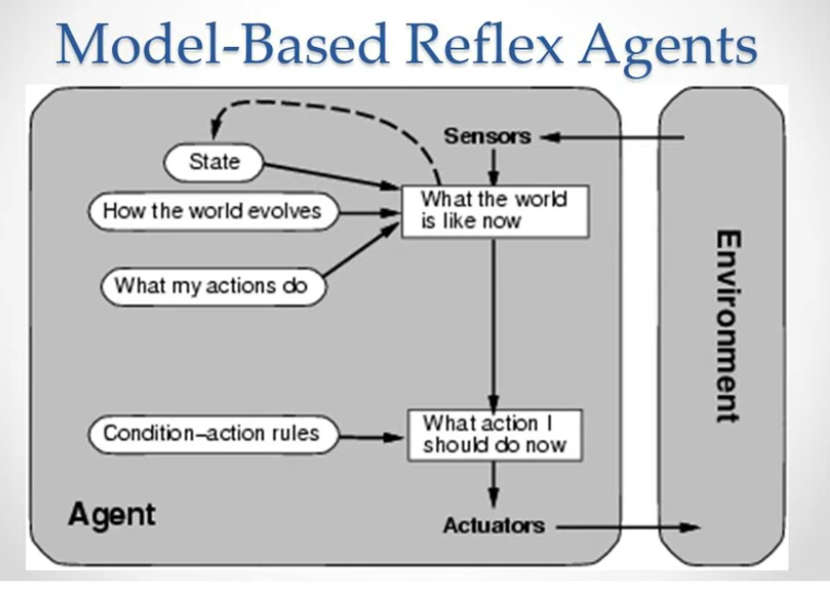 Model-Based Reflex Agents
Sensors
State
What the world
is like now
How the world evolves
What my actions do
Condition–action rules
What action I
should do now
Agent
Actuators
Environment